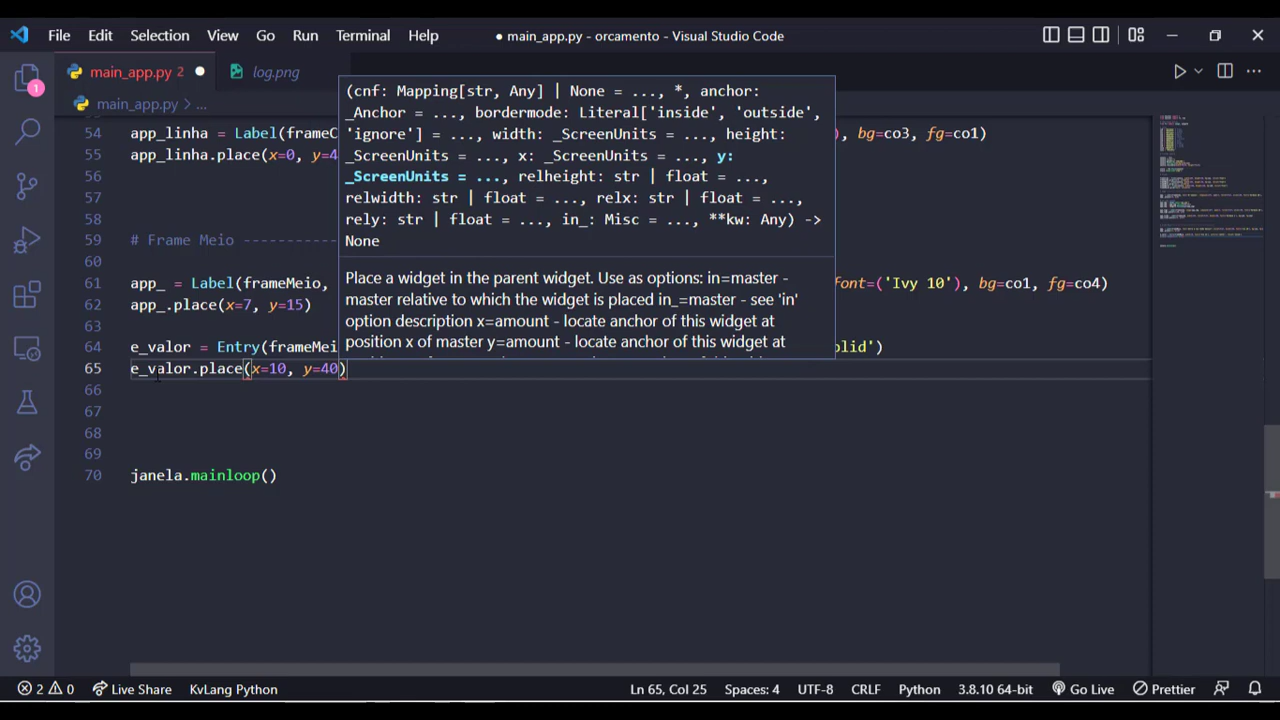 File Edit Selection View Go Run Terminal Help
● main_app.py - orcamento - Visual Studio Code
main_app.py 2 ●
log.png
main_app.py > ...
1
54 app_linha = Label(frameC ), bg=co3, fg=co1)
55 app_linha.place(x=0, y=4
56
57
58
59 # Frame Meio -----------
60
61 app_ = Label(frameMeio, font=('Ivy 10'), bg=co1, fg=co4)
62 app_.place(x=7, y=15)
63
64 e_valor = Entry(frameMei olid')
65 e_valor.place(x=10, y=40)
66
67
68
69
70 janela.mainloop()
(cnf: Mapping[str, Any] | None = ..., *, anchor:
_Anchor = ..., bordermode: Literal['inside', 'outside',
'ignore'] = ..., width: _ScreenUnits = ..., height:
_ScreenUnits = ..., x: _ScreenUnits = ..., y:
_ScreenUnits = ..., relheight: str | float = ...,
relwidth: str | float = ..., relx: str | float = ...,
rely: str | float = ..., in_: Misc = ..., **kw: Any) ->
None
Place a widget in the parent widget. Use as options: in=master -
master relative to which the widget is placed in_=master - see 'in'
option description x=amount - locate anchor of this widget at
position x of master y=amount - locate anchor of this widget at
2 0 Live Share KvLang Python Ln 65, Col 25 Spaces: 4 UTF-8 CRLF Python 3.8.10 64-bit Go Live Prettier